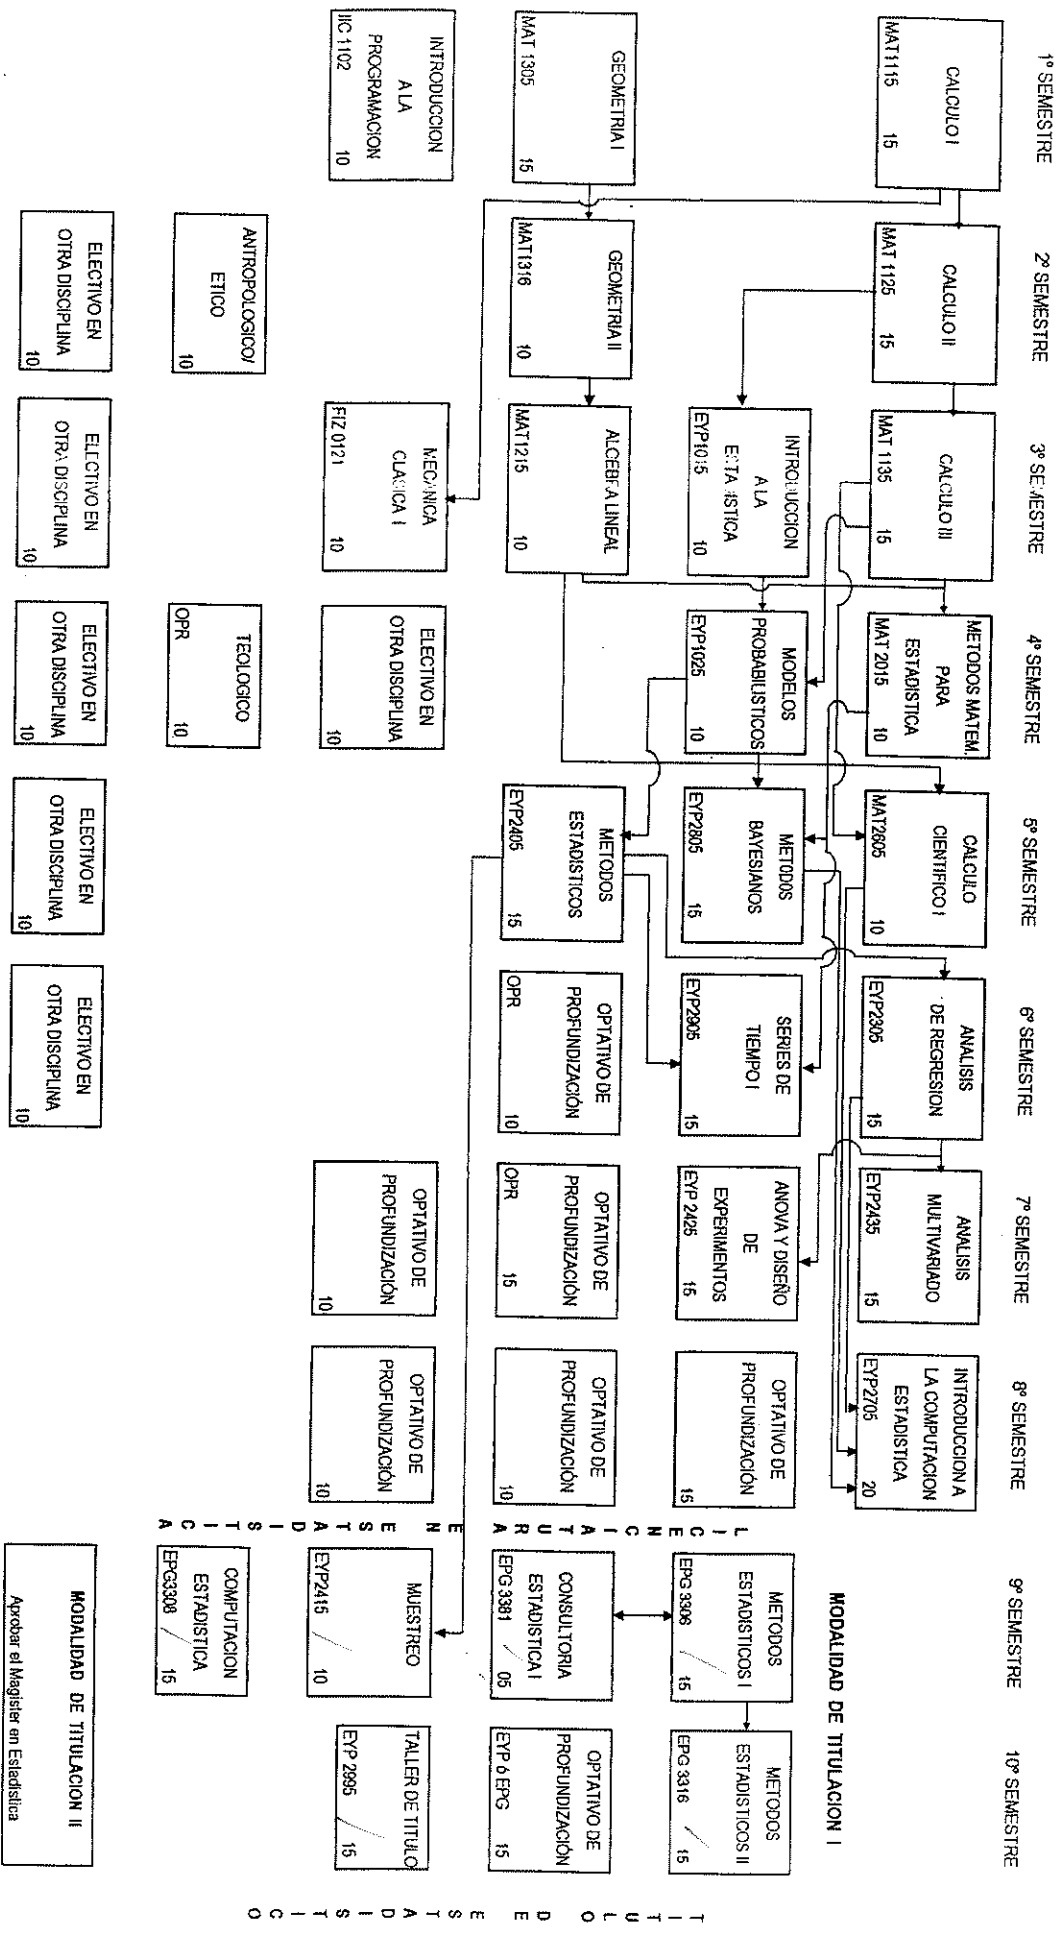 1º SEMESTRE
2º SEMESTRE
3º SEMESTRE
4º SEMESTRE
5º SEMESTRE
6º SEMESTRE
7º SEMESTRE
8º SEMESTRE
9º SEMESTRE
10º SEMESTRE
CALCULO I
MAT1115 15
CALCULO II
MAT 1125 15
CALCULO III
MAT 1135 15
METODOS MATEM.
PARA
ESTADISTICA
MAT 2015 10
CALCULO
CIENTIFICO I
MAT2605 10
ANALISIS
DE REGRESION
EYP2305 15
ANALISIS
MULTIVARIADO
EYP2435 15
INTRODUCCION A
LA COMPUTACION
ESTADISTICA
EYP2705 20
MODALIDAD DE TITULACION I
INTRODUCCION
A LA
ESTADISTICA
EYP1015 10
MODELOS
PROBABILISTICOS
EYP1025 10
METODOS
BAYESIANOS
EYP2805 15
SERIES DE
TIEMPO I
EYP2905 15
ANOVA Y DISEÑO
DE
EXPERIMENTOS
EYP 2425 15
OPTATIVO DE
PROFUNDIZACIÓN
15
METODOS
ESTADISTICOS I
EPG 3306 15
METODOS
ESTADISTICOS II
EPG 3316 15
GEOMETRIA I
MAT 1305 15
GEOMETRIA II
MAT1316 10
ALGEBRA LINEAL
MAT1215 10
METODOS
ESTADISTICOS
EYP2405 15
OPTATIVO DE
PROFUNDIZACIÓN
OPR 10
OPTATIVO DE
PROFUNDIZACIÓN
OPR 15
OPTATIVO DE
PROFUNDIZACIÓN
10
CONSULTORIA
ESTADISTICA I
EPG 3381 05
OPTATIVO DE
PROFUNDIZACIÓN
EYP ó EPG 15
INTRODUCCION
A LA
PROGRAMACION
IIC 1102 10
MECANICA
CLASICA I
FIZ 0121 10
ELECTIVO EN
OTRA DISCIPLINA
10
OPTATIVO DE
PROFUNDIZACIÓN
10
OPTATIVO DE
PROFUNDIZACIÓN
10
MUESTREO
EYP2415 10
TALLER DE TITULO
EYP 2995 15
ANTROPOLOGICO/
ETICO
10
TEOLOGICO
OPR 10
COMPUTACION
ESTADISTICA
EPG3308 15
ELECTIVO EN
OTRA DISCIPLINA
10
ELECTIVO EN
OTRA DISCIPLINA
10
ELECTIVO EN
OTRA DISCIPLINA
10
ELECTIVO EN
OTRA DISCIPLINA
10
ELECTIVO EN
OTRA DISCIPLINA
10
LICENCIATURA EN ESTADISTICA
TITULO DE ESTADISTICO
MODALIDAD DE TITULACION II
Aprobar el Magister en Estadística